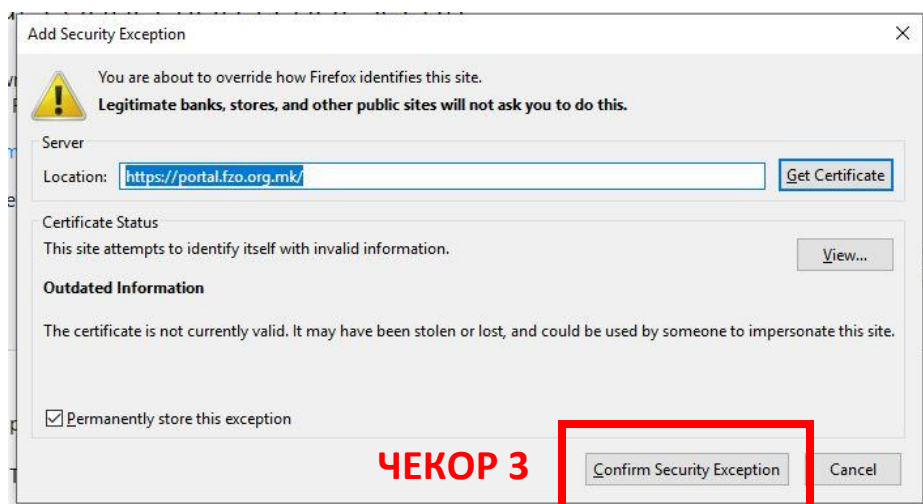 Add Security Exception
You are about to override how Firefox identifies this site.
Legitimate banks, stores, and other public sites will not ask you to do this.
Server
Location: https://portal.fzo.org.mk/ Get Certificate
Certificate Status
This site attempts to identify itself with invalid information. View...
Outdated Information
The certificate is not currently valid. It may have been stolen or lost, and could be used by someone to impersonate this site.
Permanently store this exception
ЧЕКОР 3 Confirm Security Exception Cancel